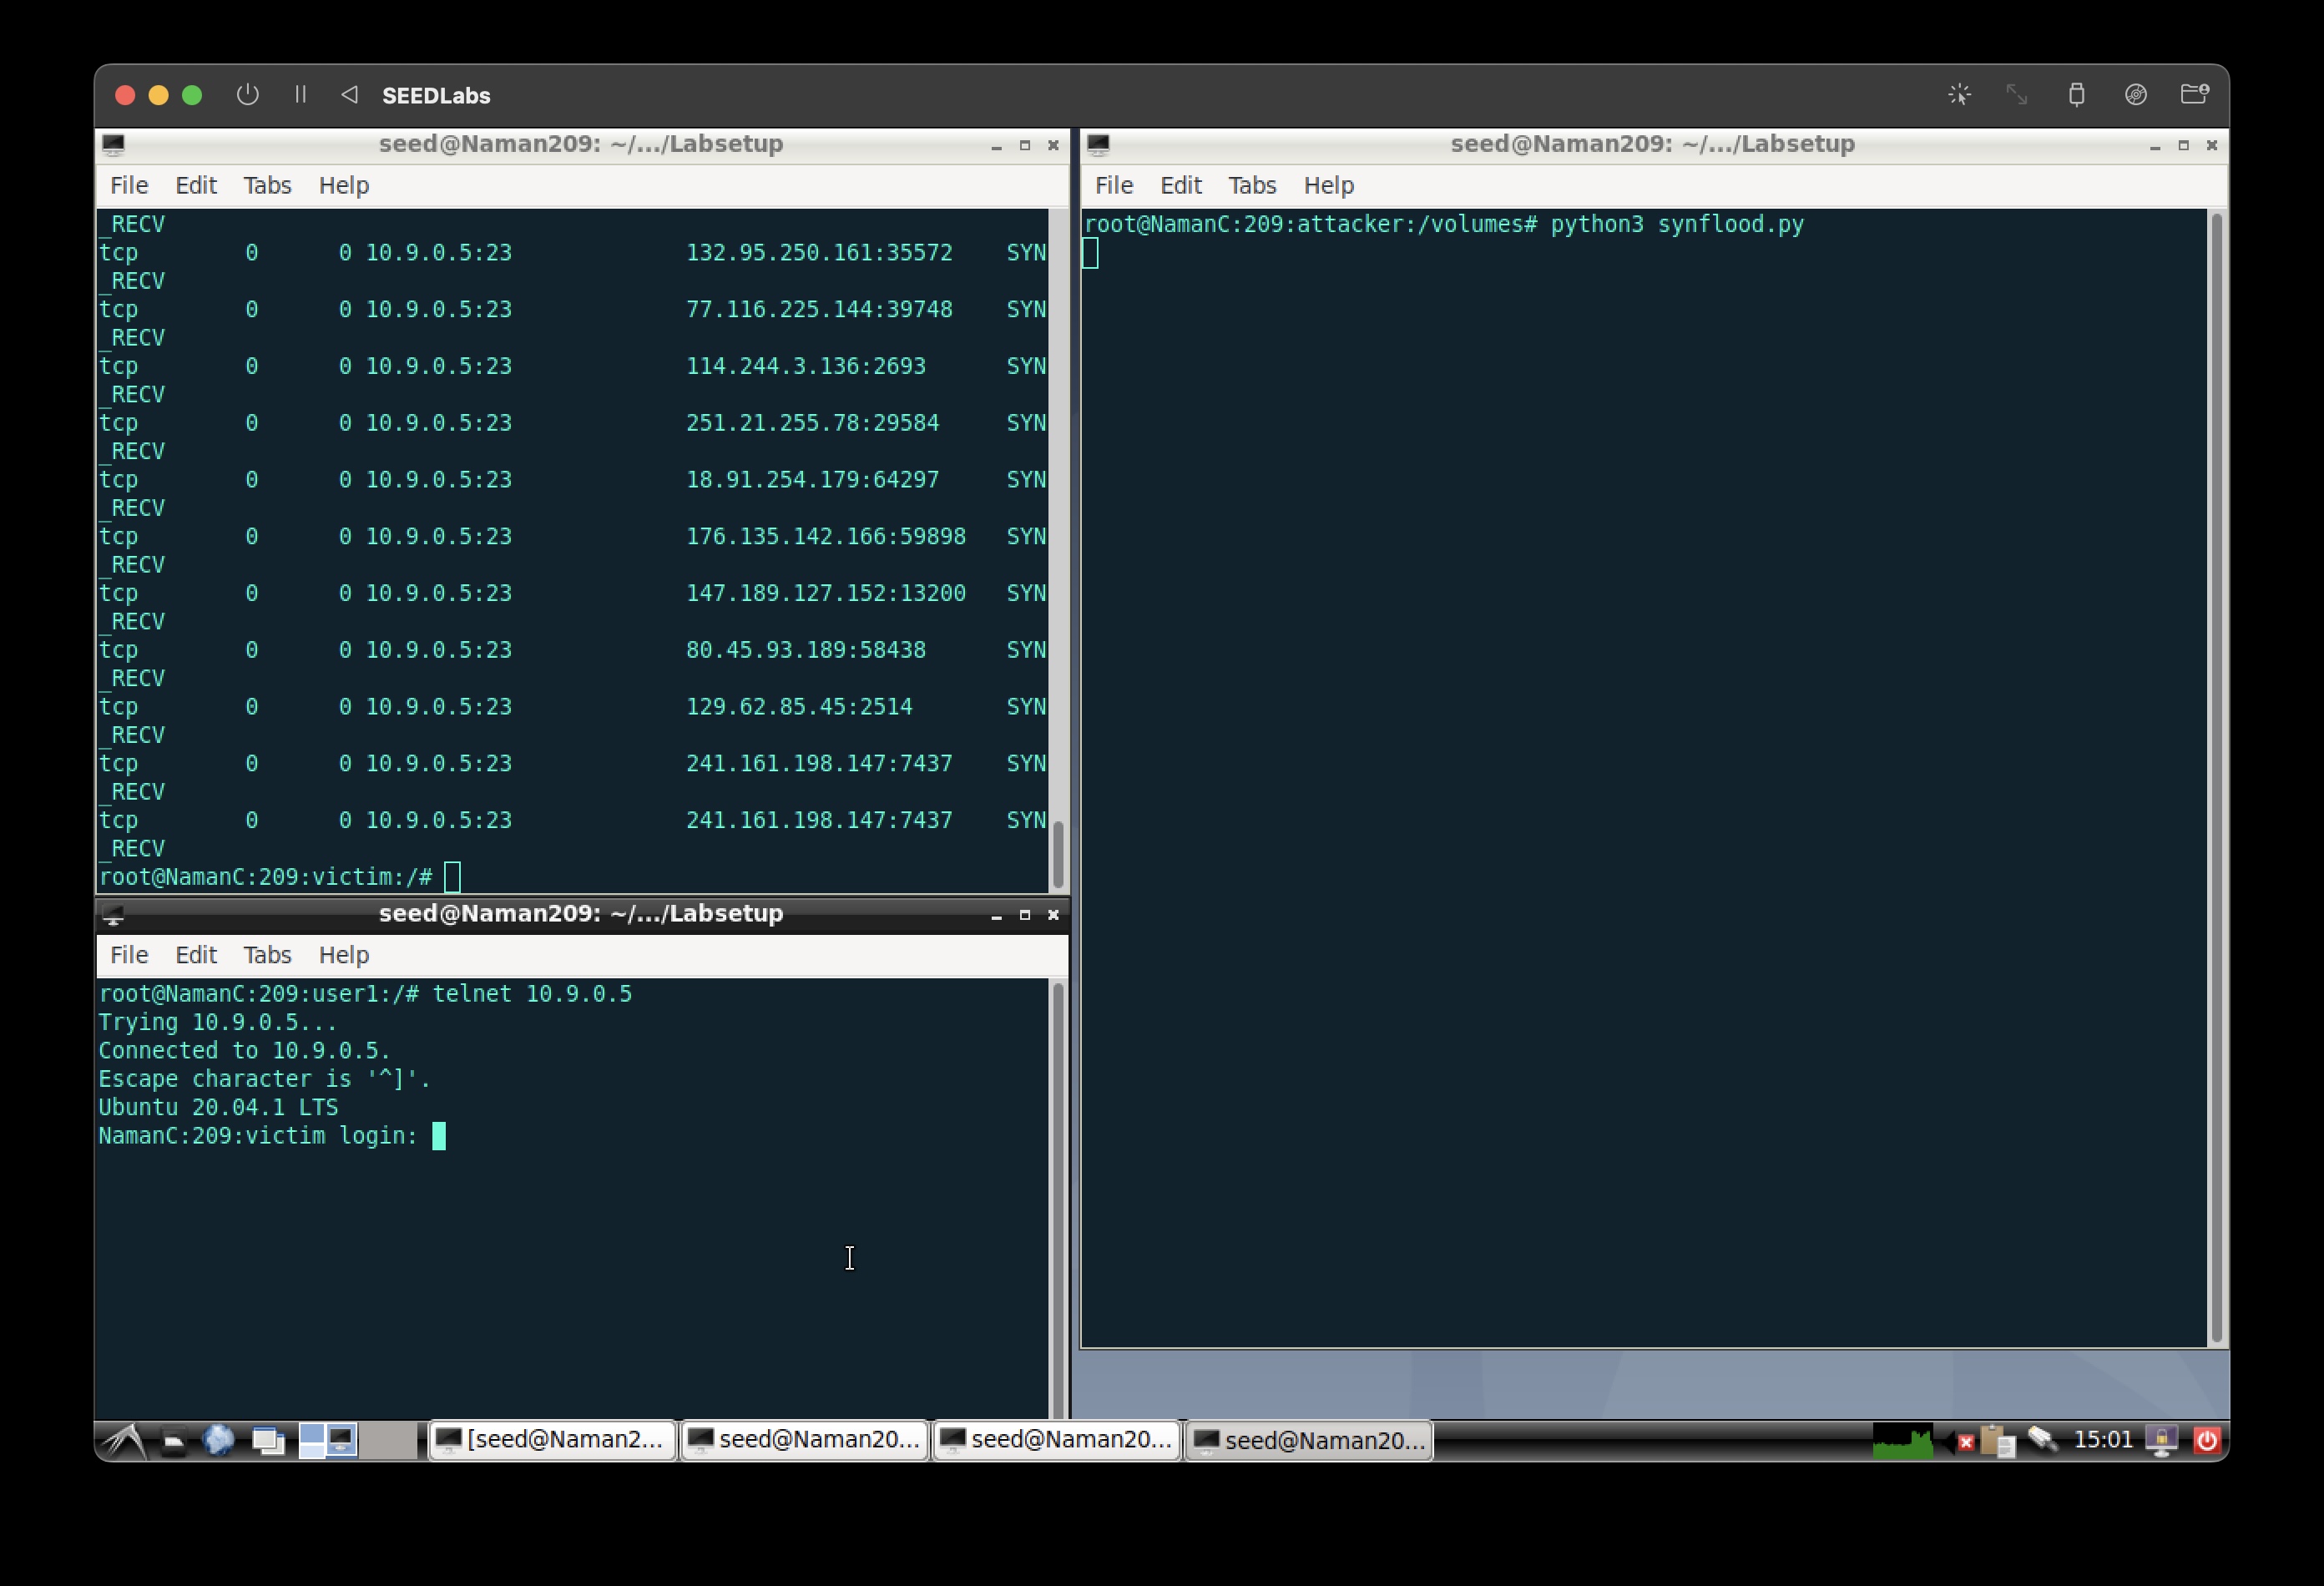 SEEDLabs
seed@Naman209: ~/.../Labsetup
File Edit Tabs Help
_RECV
tcp 0 0 10.9.0.5:23 132.95.250.161:35572 SYN
_RECV
tcp 0 0 10.9.0.5:23 77.116.225.144:39748 SYN
_RECV
tcp 0 0 10.9.0.5:23 114.244.3.136:2693 SYN
_RECV
tcp 0 0 10.9.0.5:23 251.21.255.78:29584 SYN
_RECV
tcp 0 0 10.9.0.5:23 18.91.254.179:64297 SYN
_RECV
tcp 0 0 10.9.0.5:23 176.135.142.166:59898 SYN
_RECV
tcp 0 0 10.9.0.5:23 147.189.127.152:13200 SYN
_RECV
tcp 0 0 10.9.0.5:23 80.45.93.189:58438 SYN
_RECV
tcp 0 0 10.9.0.5:23 129.62.85.45:2514 SYN
_RECV
tcp 0 0 10.9.0.5:23 241.161.198.147:7437 SYN
_RECV
tcp 0 0 10.9.0.5:23 241.161.198.147:7437 SYN
_RECV
root@NamanC:209:victim:/#
seed@Naman209: ~/.../Labsetup
File Edit Tabs Help
root@NamanC:209:user1:/# telnet 10.9.0.5
Trying 10.9.0.5...
Connected to 10.9.0.5.
Escape character is '^]'.
Ubuntu 20.04.1 LTS
NamanC:209:victim login:
seed@Naman209: ~/.../Labsetup
File Edit Tabs Help
root@NamanC:209:attacker:/volumes# python3 synflood.py
[seed@Naman2... seed@Naman20... seed@Naman20... seed@Naman20... 15:01